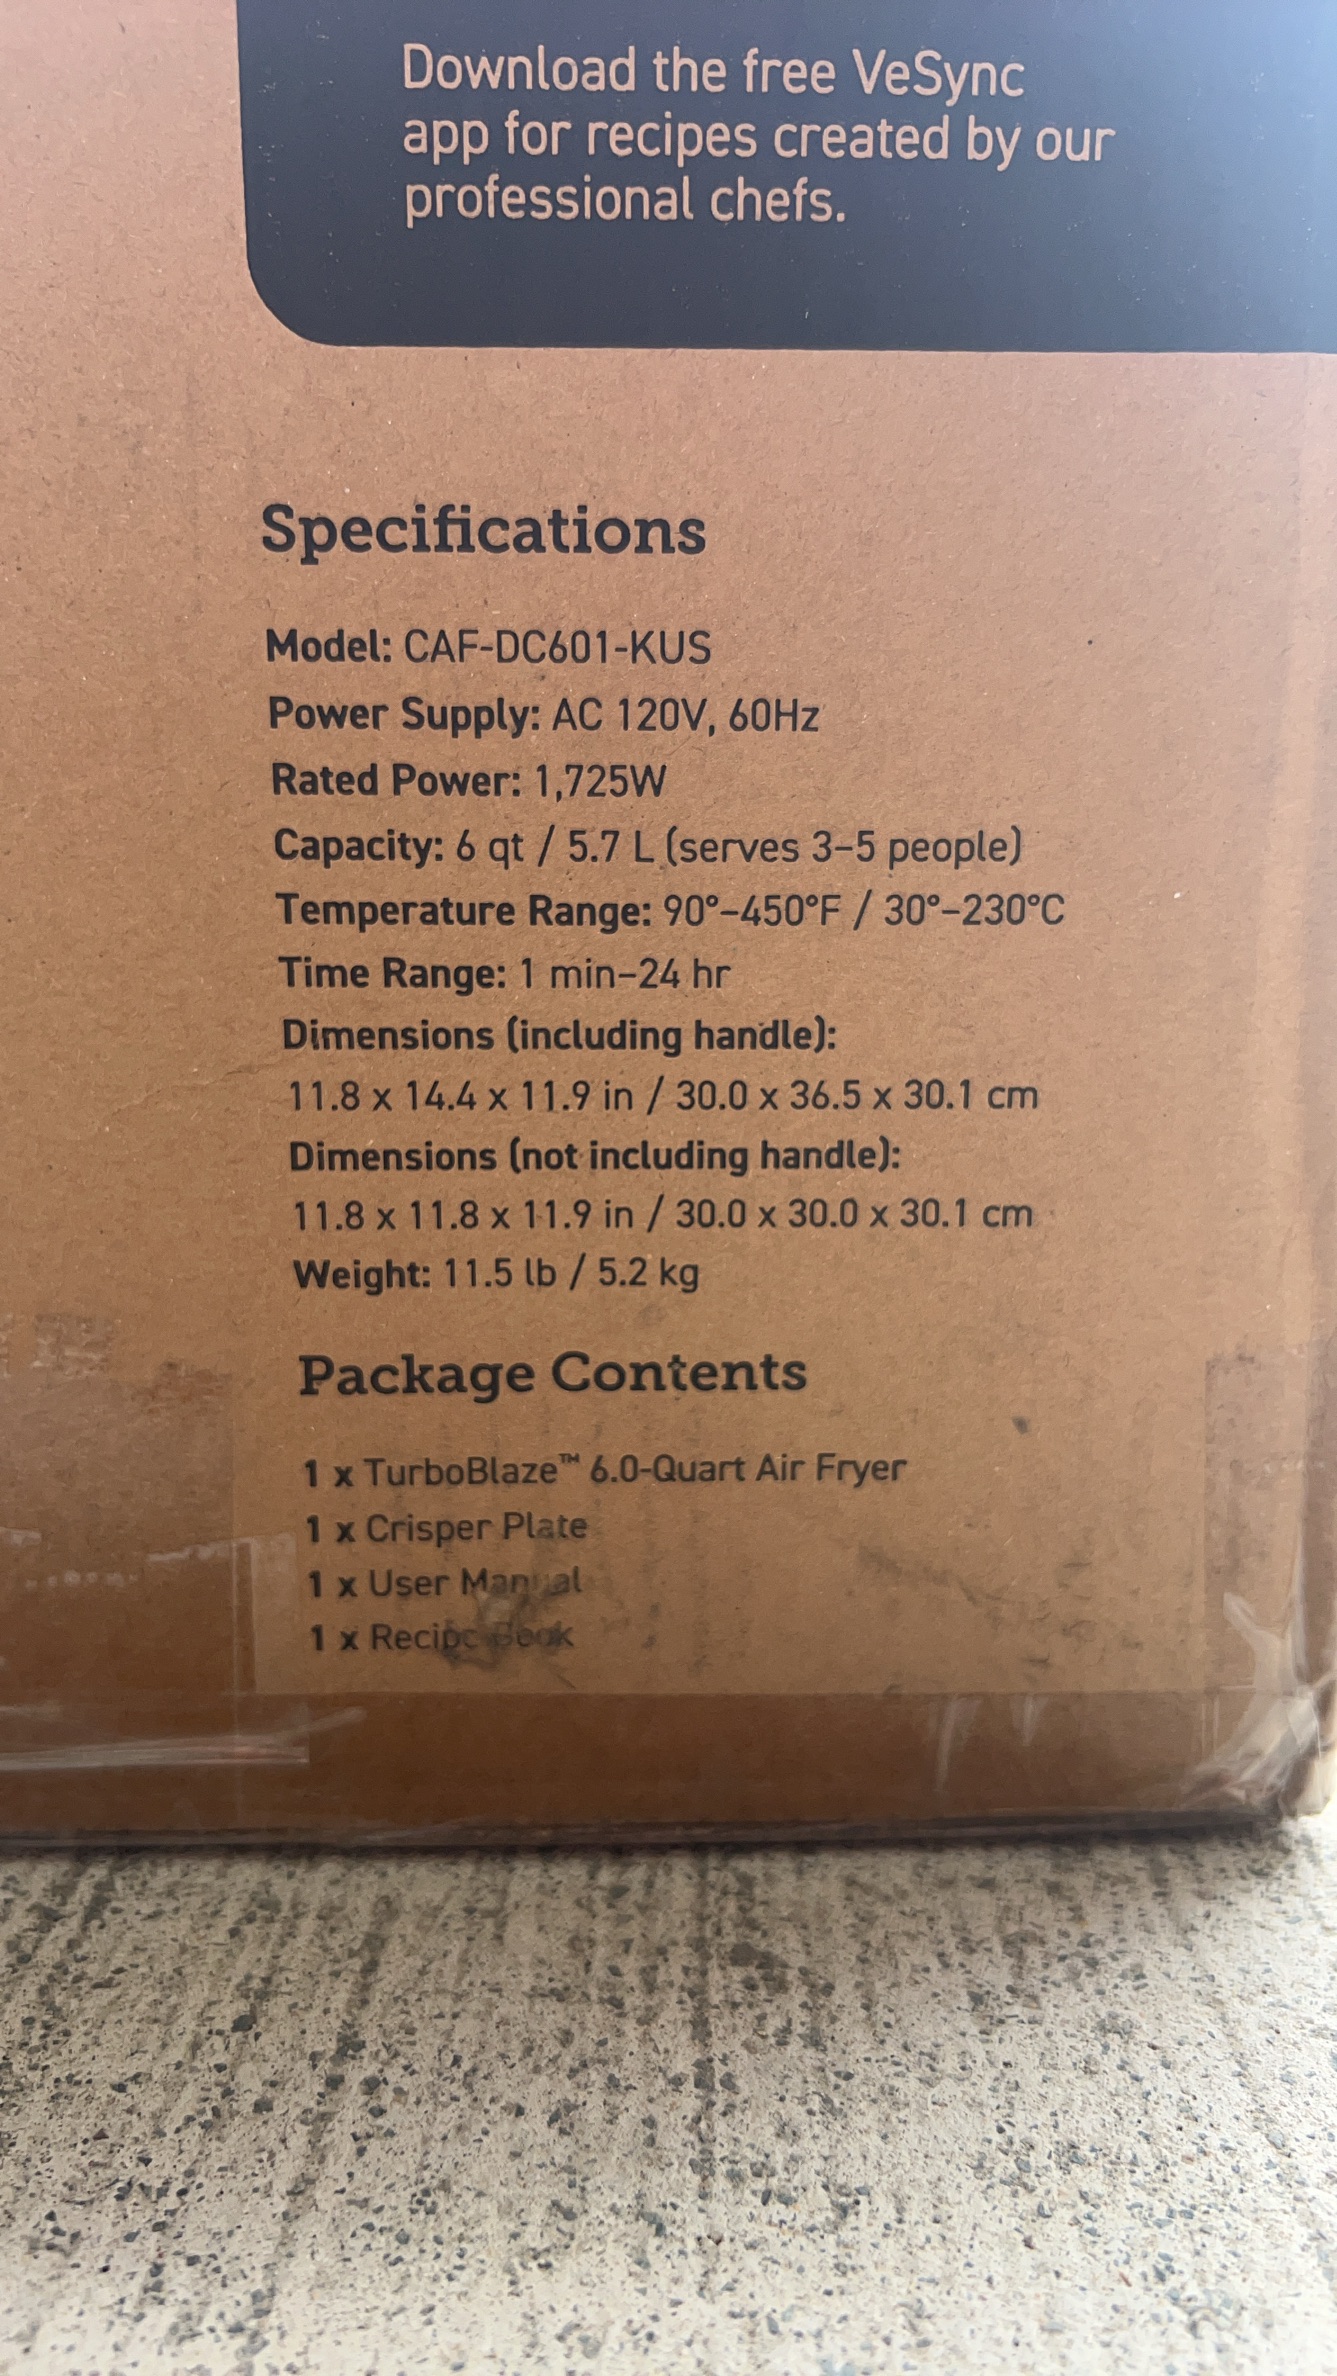 Download the free VeSync
app for recipes created by our
professional chefs.
Specifications
Model: CAF-DC601-KUS
Power Supply: AC 120V, 60Hz
Rated Power: 1,725W
Capacity: 6 qt / 5.7 L (serves 3–5 people)
Temperature Range: 90°–450°F / 30°–230°C
Time Range: 1 min–24 hr
Dimensions (including handle):
11.8 x 14.4 x 11.9 in / 30.0 x 36.5 x 30.1 cm
Dimensions (not including handle):
11.8 x 11.8 x 11.9 in / 30.0 x 30.0 x 30.1 cm
Weight: 11.5 lb / 5.2 kg
Package Contents
1 x TurboBlaze™ 6.0-Quart Air Fryer
1 x Crisper Plate
1 x User Manual
1 x Recipe Book